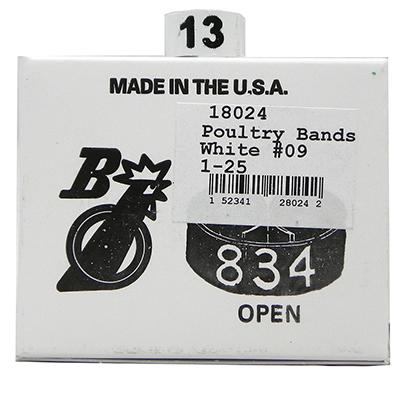 13
MADE IN THE U.S.A.
18024
Poultry Bands
White #09
1-25
1 52341 28024 2
B
834
OPEN